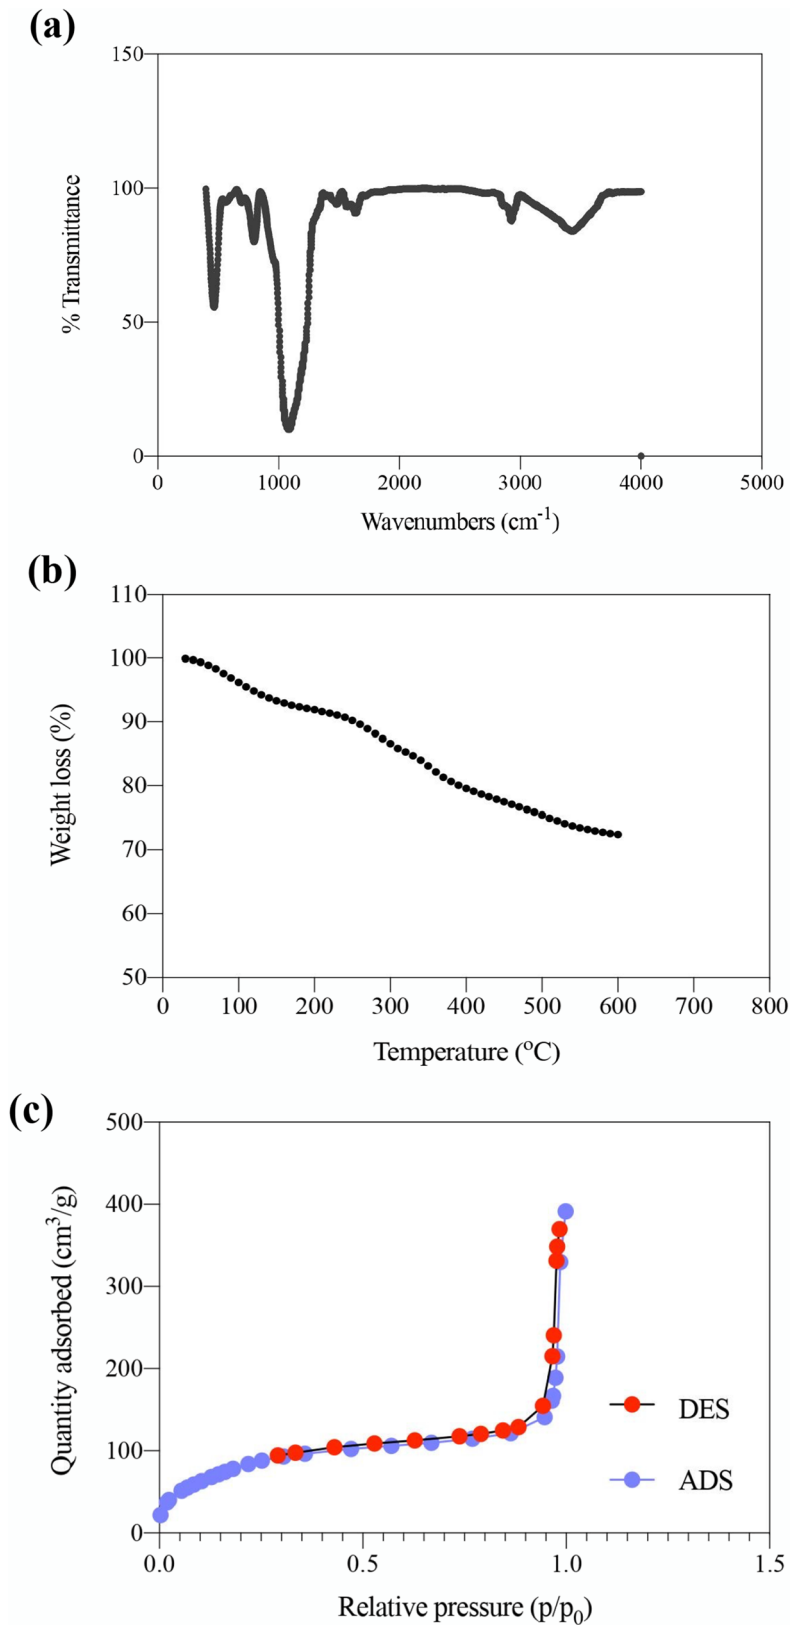 (a)
150
100
50
0
% Transmittance
0 1000 2000 3000 4000 5000
Wavenumbers (cm-1)
(b)
110
100
90
80
70
60
50
Weight loss (%)
0 100 200 300 400 500 600 700 800
Temperature (oC)
(c)
500
400
300
200
100
0
Quantity adsorbed (cm3/g)
DES
ADS
0.0 0.5 1.0 1.5
Relative pressure (p/p0)